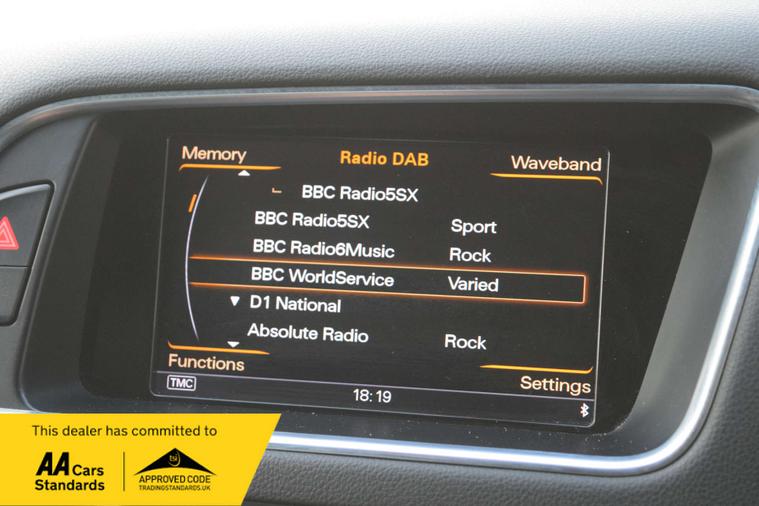 Memory Radio DAB Waveband
BBC Radio5SX
BBC Radio5SX Sport
BBC Radio6Music Rock
BBC WorldService Varied
D1 National
Absolute Radio Rock
Functions Settings
TMC 18:19
This dealer has committed to
AA Cars
Standards
tsi
APPROVED CODE
TRADINGSTANDARDS.UK